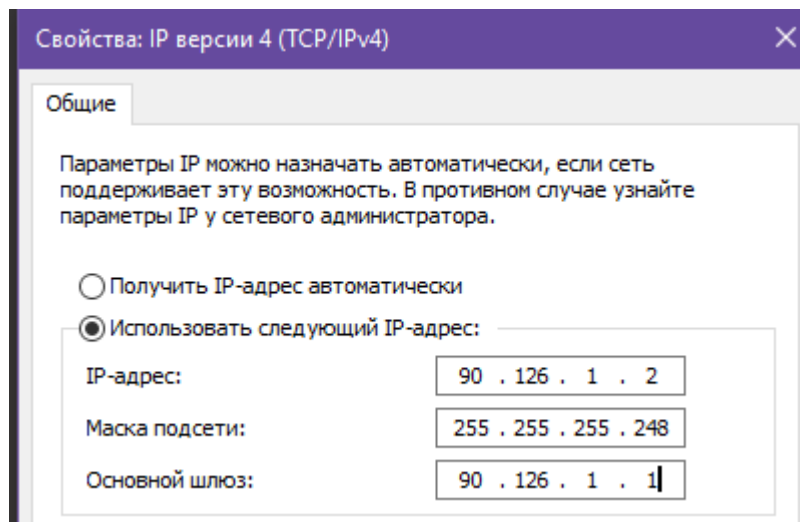 Свойства: IP версии 4 (TCP/IPv4)
Общие
Параметры IP можно назначать автоматически, если сеть
поддерживает эту возможность. В противном случае узнайте
параметры IP у сетевого администратора.
Получить IP-адрес автоматически
Использовать следующий IP-адрес:
IP-адрес: 90 . 126 . 1 . 2
Маска подсети: 255 . 255 . 255 . 248
Основной шлюз: 90 . 126 . 1 . 1